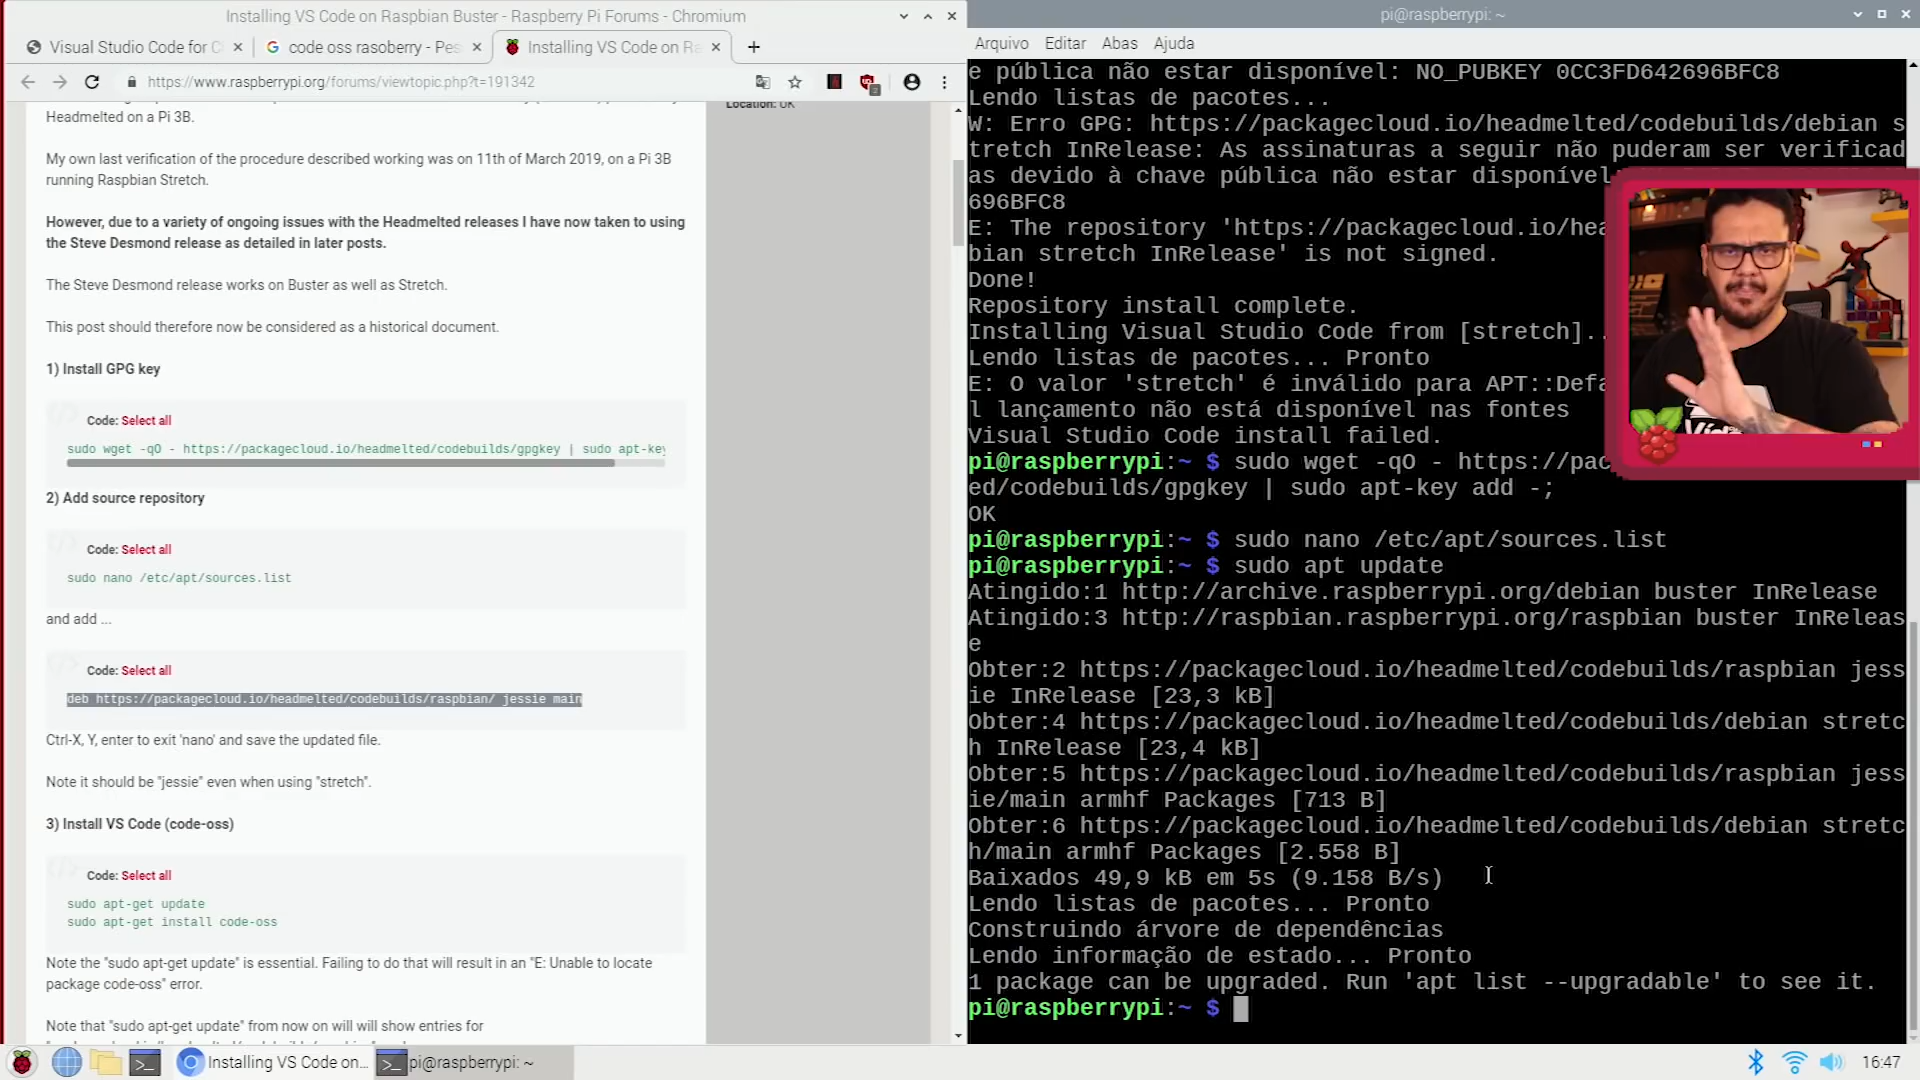 Installing VS Code on Raspbian Buster - Raspberry Pi Forums - Chromium
Visual Studio Code for C
code oss rasoberry - Pes
Installing VS Code on Ra
https://www.raspberrypi.org/forums/viewtopic.php?t=191342
Headmelted on a Pi 3B.
Location: UK
My own last verification of the procedure described working was on 11th of March 2019, on a Pi 3B
running Raspbian Stretch.
However, due to a variety of ongoing issues with the Headmelted releases I have now taken to using
the Steve Desmond release as detailed in later posts.
The Steve Desmond release works on Buster as well as Stretch.
This post should therefore now be considered as a historical document.
1) Install GPG key
Code: Select all
sudo wget -qO - https://packagecloud.io/headmelted/codebuilds/gpgkey | sudo apt-key
2) Add source repository
Code: Select all
sudo nano /etc/apt/sources.list
and add ...
Code: Select all
deb https://packagecloud.io/headmelted/codebuilds/raspbian/ jessie main
Ctrl-X, Y, enter to exit 'nano' and save the updated file.
Note it should be "jessie" even when using "stretch".
3) Install VS Code (code-oss)
Code: Select all
sudo apt-get update
sudo apt-get install code-oss
Note the "sudo apt-get update" is essential. Failing to do that will result in an "E: Unable to locate
package code-oss" error.
Note that "sudo apt-get update" from now on will will show entries for
pi@raspberrypi: ~
Arquivo Editar Abas Ajuda
e pública não estar disponível: NO_PUBKEY 0CC3FD642696BFC8
Lendo listas de pacotes...
W: Erro GPG: https://packagecloud.io/headmelted/codebuilds/debian s
tretch InRelease: As assinaturas a seguir não puderam ser verificad
as devido à chave pública não estar disponível
696BFC8
E: The repository 'https://packagecloud.io/hea
bian stretch InRelease' is not signed.
Done!
Repository install complete.
Installing Visual Studio Code from [stretch]..
Lendo listas de pacotes... Pronto
E: O valor 'stretch' é inválido para APT::Defa
l lançamento não está disponível nas fontes
Visual Studio Code install failed.
pi@raspberrypi:~ $ sudo wget -qO - https://pac
ed/codebuilds/gpgkey | sudo apt-key add -;
OK
pi@raspberrypi:~ $ sudo nano /etc/apt/sources.list
pi@raspberrypi:~ $ sudo apt update
Atingido:1 http://archive.raspberrypi.org/debian buster InRelease
Atingido:3 http://raspbian.raspberrypi.org/raspbian buster InReleas
e
Obter:2 https://packagecloud.io/headmelted/codebuilds/raspbian jess
ie InRelease [23,3 kB]
Obter:4 https://packagecloud.io/headmelted/codebuilds/debian stretc
h InRelease [23,4 kB]
Obter:5 https://packagecloud.io/headmelted/codebuilds/raspbian jess
ie/main armhf Packages [713 B]
Obter:6 https://packagecloud.io/headmelted/codebuilds/debian stretc
h/main armhf Packages [2.558 B]
Baixados 49,9 kB em 5s (9.158 B/s)
Lendo listas de pacotes... Pronto
Construindo árvore de dependências
Lendo informação de estado... Pronto
1 package can be upgraded. Run 'apt list --upgradable' to see it.
pi@raspberrypi:~ $
Installing VS Code on...
pi@raspberrypi: ~
16:47